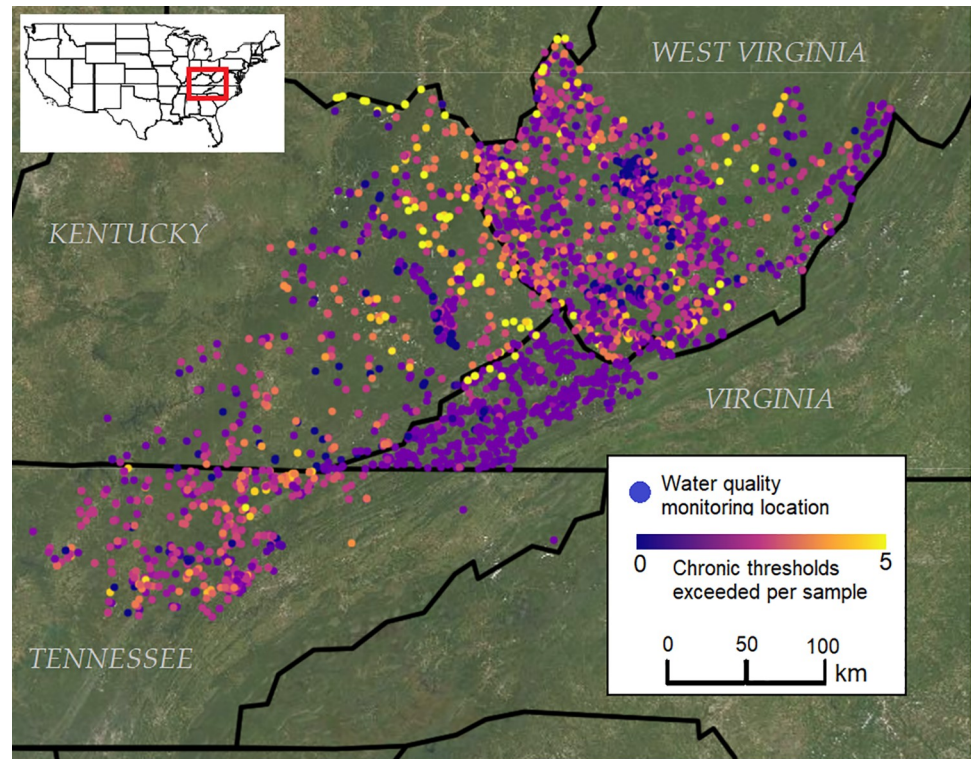 WEST VIRGINIA
KENTUCKY
VIRGINIA
Water quality
monitoring location
0 5
Chronic thresholds
exceeded per sample
0 50 100
km
TENNESSEE